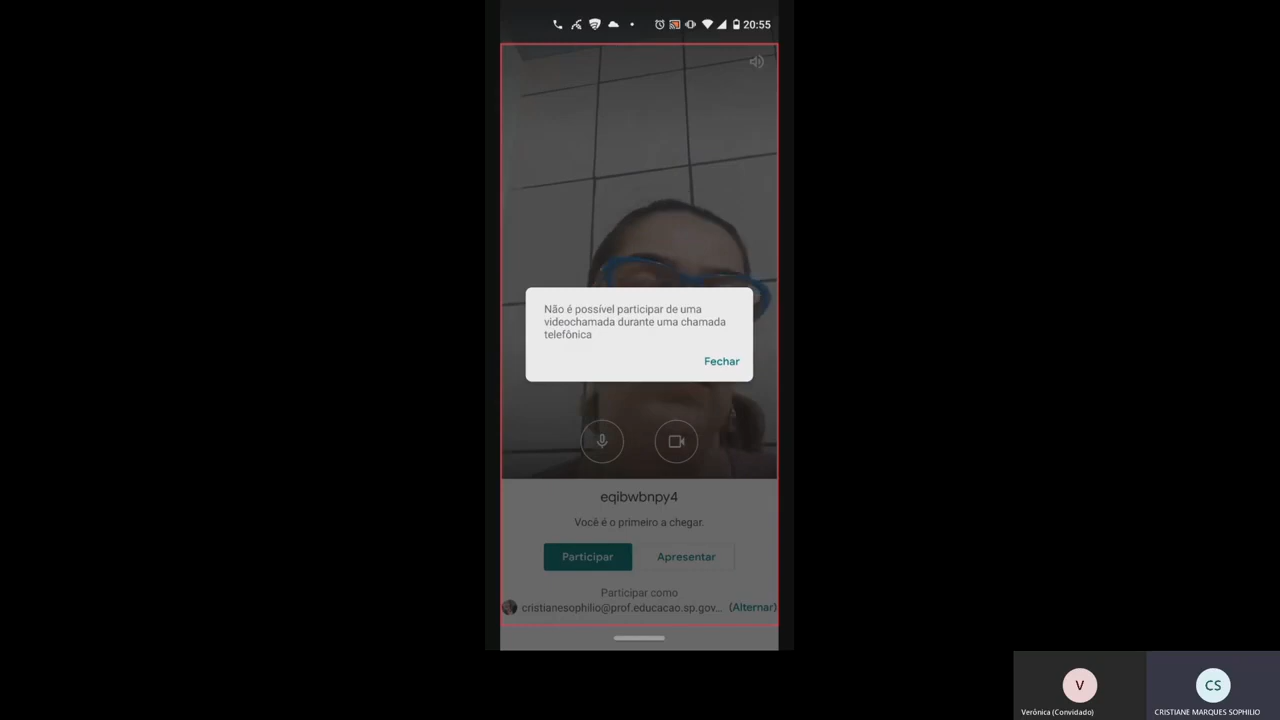 20:55
Não é possível participar de uma
videochamada durante uma chamada
telefônica
Fechar
eqibwbnpy4
Você é o primeiro a chegar.
Participar
Apresentar
Participar como
cristianesophilio@prof.educacao.sp.gov... (Alternar)
V
CS
Verônica (Convidado)
CRISTIANE MARQUES SOPHILIO